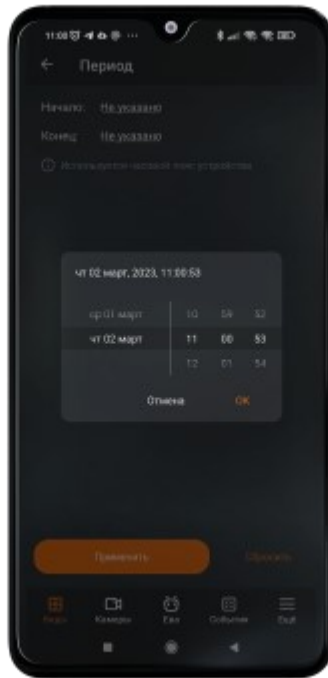 11:00
Период
Начало: Не указано
Конец: Не указано
Используется часовой пояс устройства
чт 02 март, 2023, 11:00:53
ср 01 март 10 59 52
чт 02 март 11 00 53
12 01 54
Отмена OK
Применить Сбросить
Видео Камеры Ева События Ещё